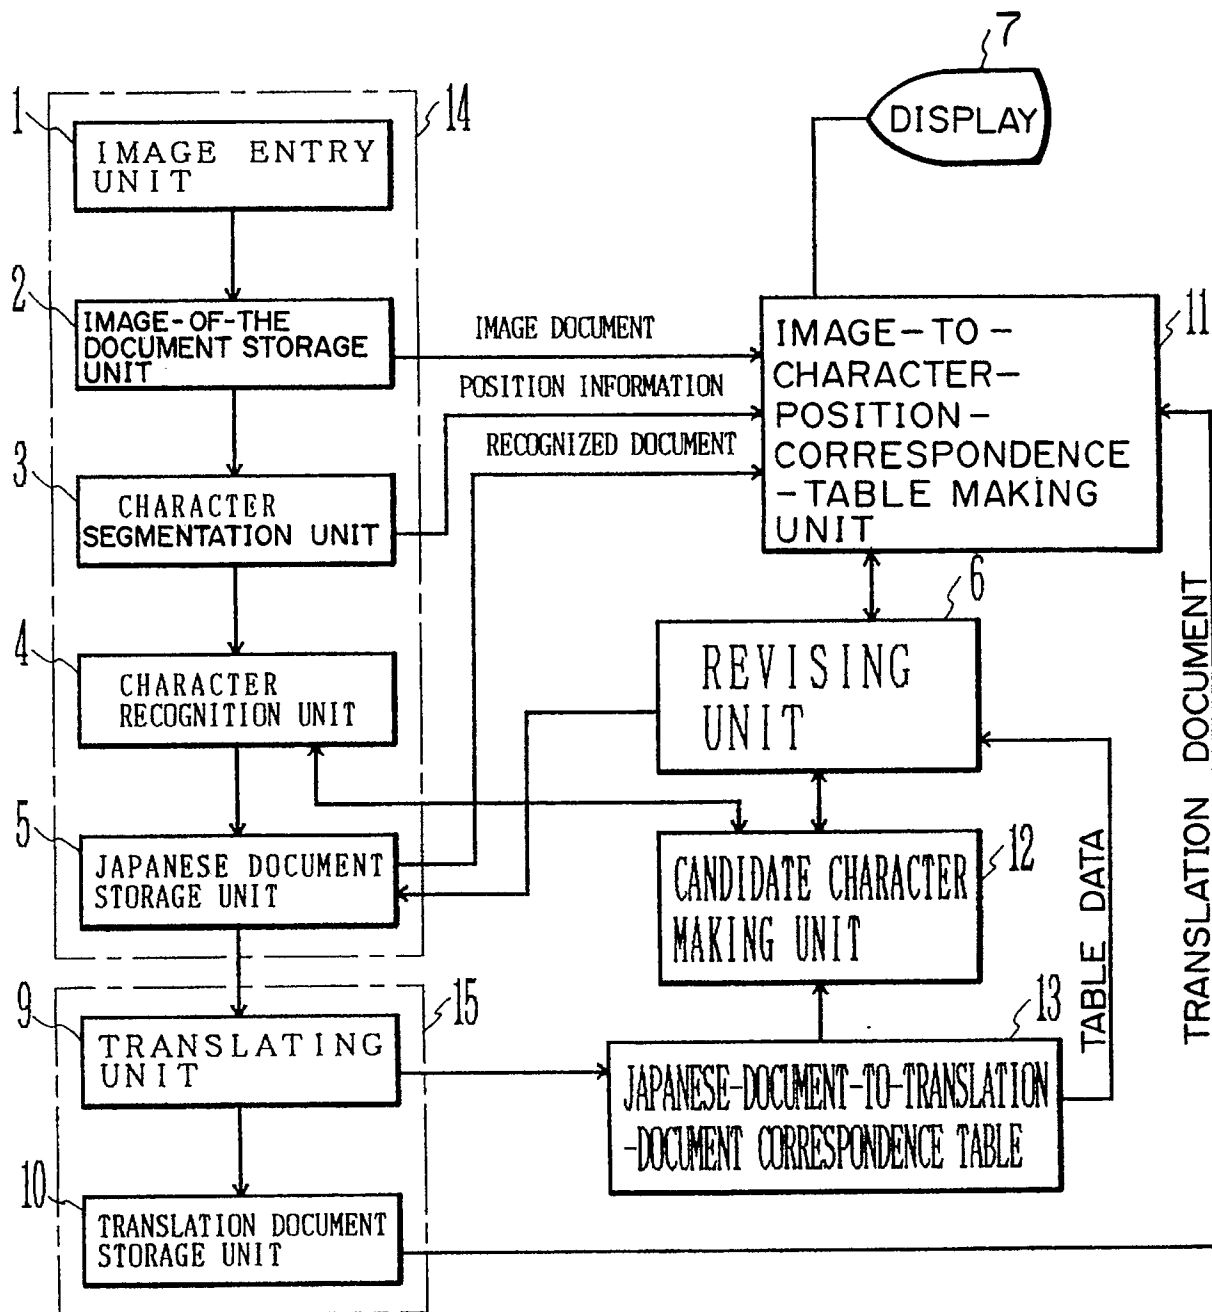 7
DISPLAY
1
14
IMAGE ENTRY
UNIT
2
IMAGE-OF-THE
DOCUMENT STORAGE
UNIT
IMAGE DOCUMENT
11
IMAGE-TO-
CHARACTER-
POSITION-
CORRESPONDENCE
-TABLE MAKING
UNIT
POSITION INFORMATION
RECOGNIZED DOCUMENT
3
CHARACTER
SEGMENTATION UNIT
4
CHARACTER
RECOGNITION UNIT
6
REVISING
UNIT
5
JAPANESE DOCUMENT
STORAGE UNIT
12
CANDIDATE CHARACTER
MAKING UNIT
TABLE DATA
TRANSLATION DOCUMENT
9
15
TRANSLATING
UNIT
13
JAPANESE-DOCUMENT-TO-TRANSLATION
-DOCUMENT CORRESPONDENCE TABLE
10
TRANSLATION DOCUMENT
STORAGE UNIT